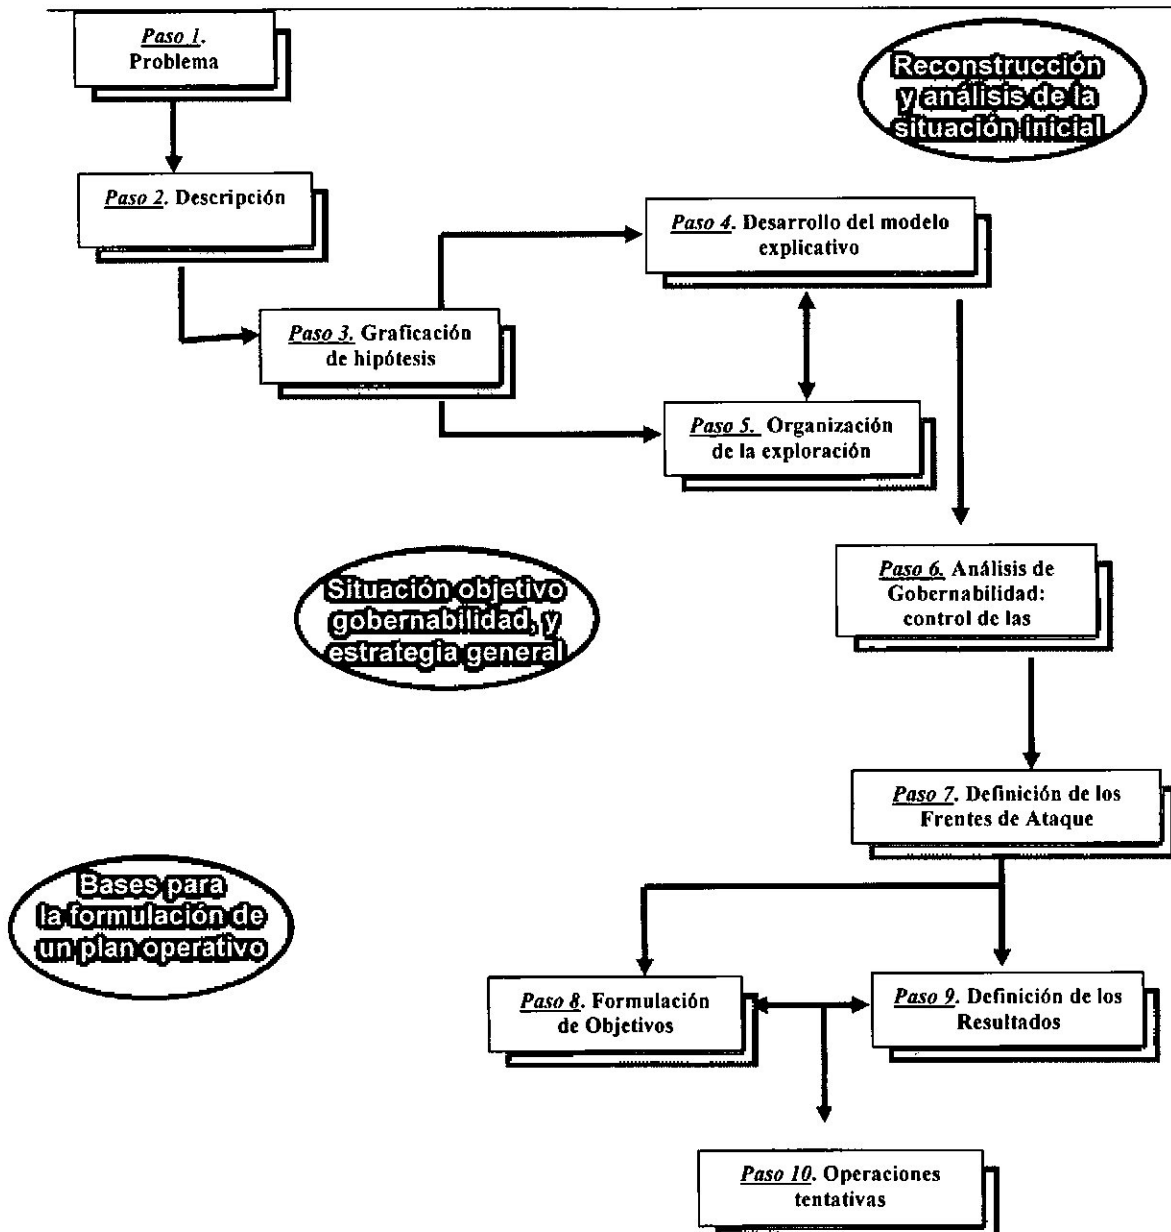 Paso 1.
Problema
Reconstrucción
y análisis de la
situación inicial
Paso 2. Descripción
Paso 4. Desarrollo del modelo
explicativo
Paso 3. Graficación
de hipótesis
Paso 5. Organización
de la exploración
Situación objetivo
gobernabilidad, y
estrategia general
Paso 6. Análisis de
Gobernabilidad:
control de las
Paso 7. Definición de los
Frentes de Ataque
Bases para
la formulación de
un plan operativo
Paso 8. Formulación
de Objetivos
Paso 9. Definición de los
Resultados
Paso 10. Operaciones
tentativas